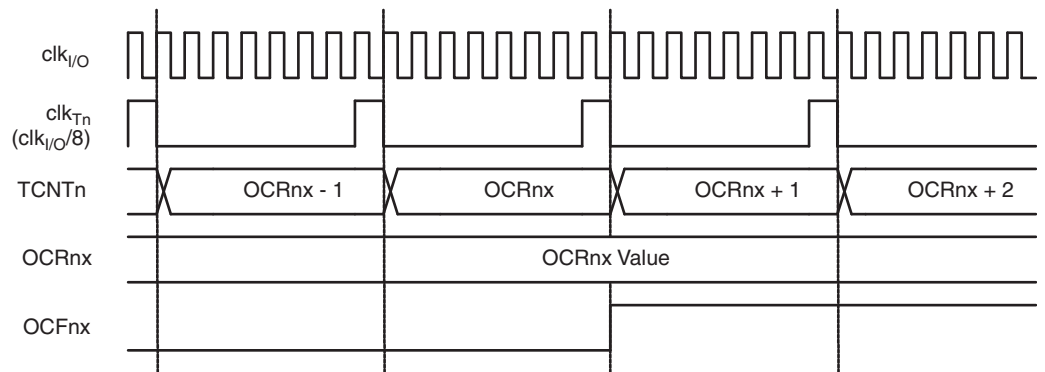 clkI/O
clkTn
(clkI/O/8)
TCNTn OCRnx - 1 OCRnx OCRnx + 1 OCRnx + 2
OCRnx OCRnx Value
OCFnx